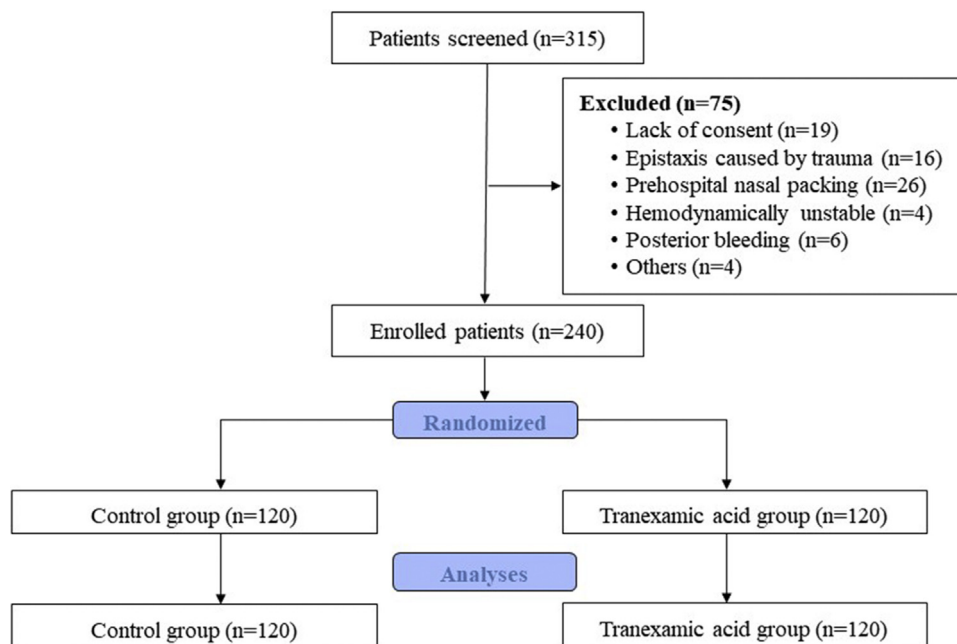 Patients screened (n=315)
Excluded (n=75)
• Lack of consent (n=19)
• Epistaxis caused by trauma (n=16)
• Prehospital nasal packing (n=26)
• Hemodynamically unstable (n=4)
• Posterior bleeding (n=6)
• Others (n=4)
Enrolled patients (n=240)
Randomized
Control group (n=120)
Tranexamic acid group (n=120)
Analyses
Control group (n=120)
Tranexamic acid group (n=120)